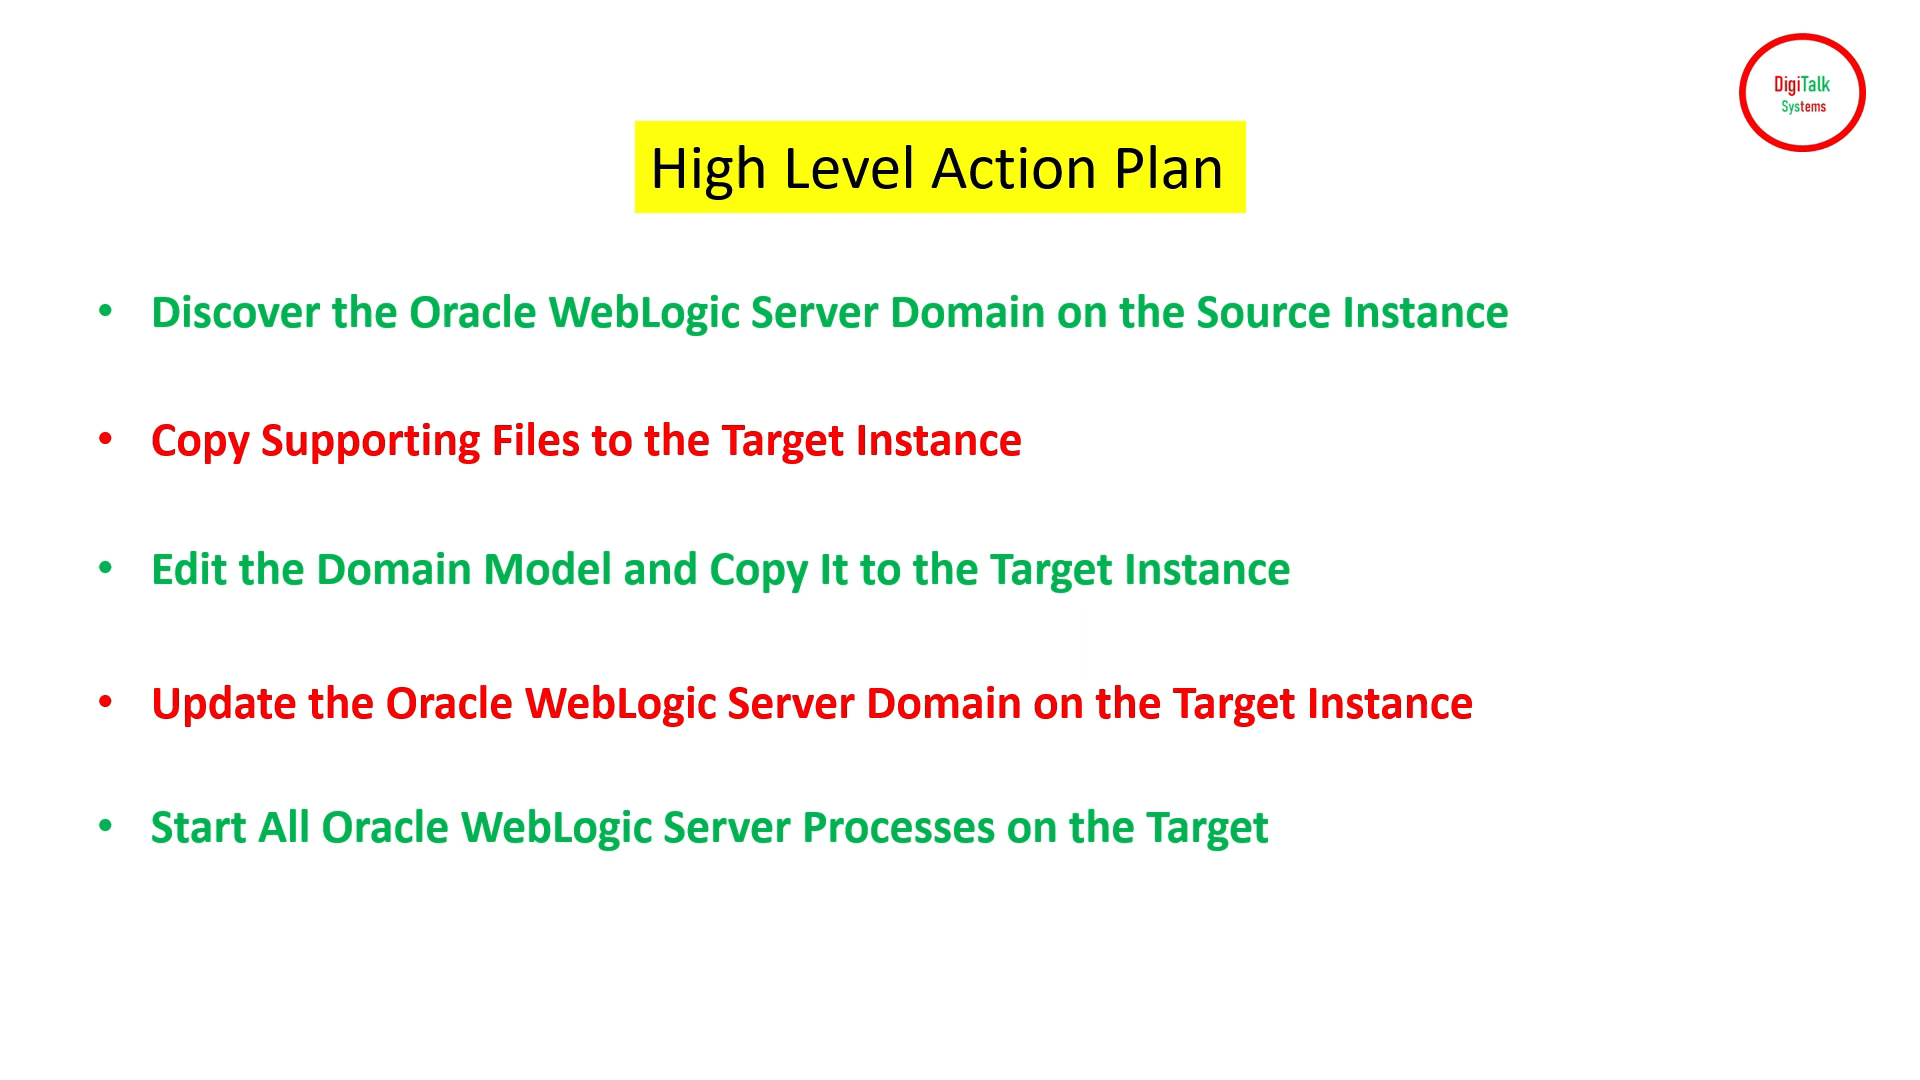 DigiTalk
Systems
High Level Action Plan
• Discover the Oracle WebLogic Server Domain on the Source Instance
• Copy Supporting Files to the Target Instance
• Edit the Domain Model and Copy It to the Target Instance
• Update the Oracle WebLogic Server Domain on the Target Instance
• Start All Oracle WebLogic Server Processes on the Target